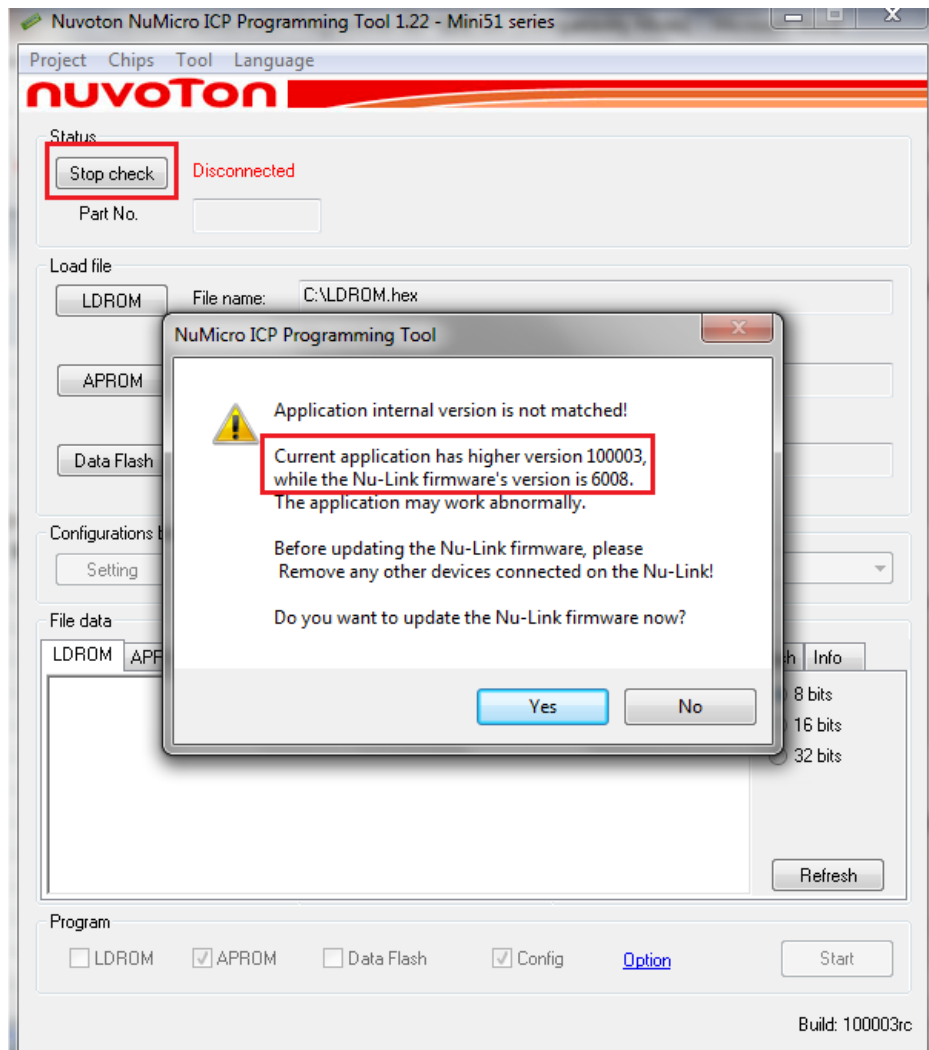 Nuvoton NuMicro ICP Programming Tool 1.22 - Mini51 series
Project Chips Tool Language
nuvoTon
Status
Stop check Disconnected
Part No.
Load file
LDROM File name: C:\LDROM.hex
NuMicro ICP Programming Tool
APROM
Application internal version is not matched!
Data Flash
Current application has higher version 100003,
while the Nu-Link firmware's version is 6008.
The application may work abnormally.
Configurations
Before updating the Nu-Link firmware, please
Setting
Remove any other devices connected on the Nu-Link!
File data
Do you want to update the Nu-Link firmware now?
LDROM Info
Yes No
8 bits
16 bits
32 bits
Refresh
Program
LDROM APROM Data Flash Config Option Start
Build: 100003rc